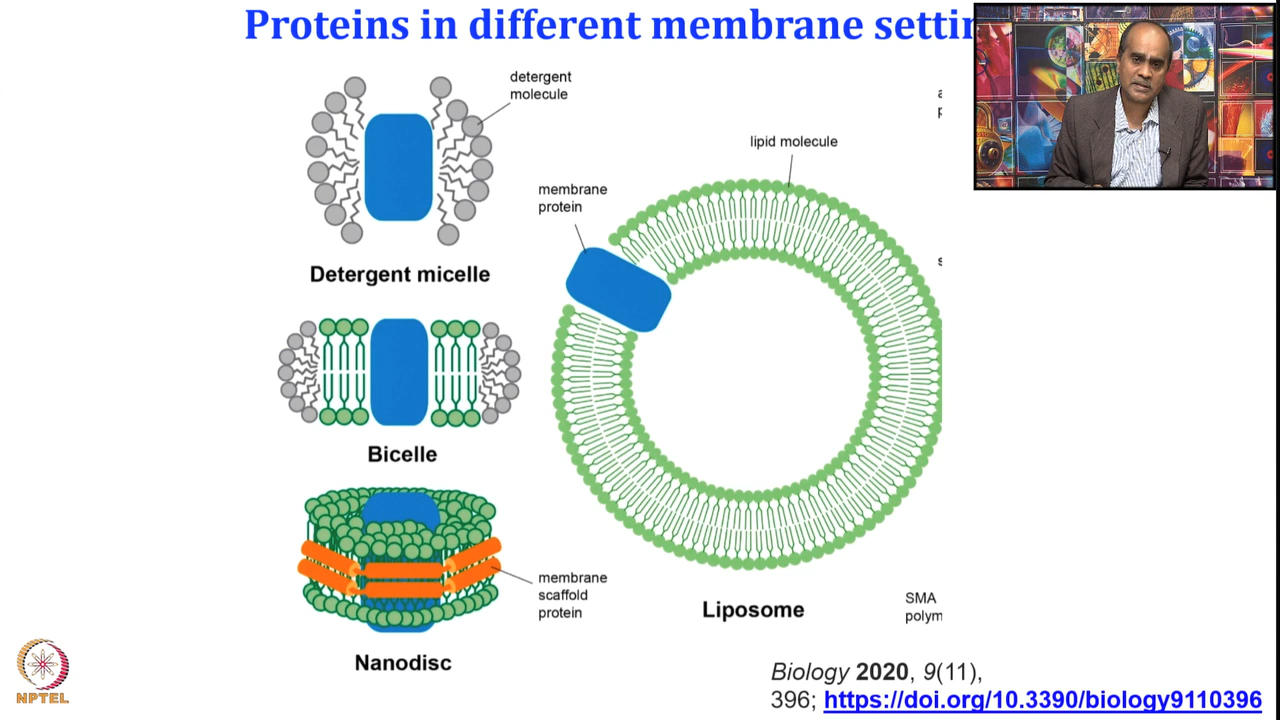 Proteins in different membrane settin
detergent
molecule
a
p
lipid molecule
membrane
protein
Detergent micelle
s
Bicelle
membrane
scaffold
protein
SMA
polym
Liposome
Nanodisc
NPTEL
Biology 2020, 9(11),
396; https://doi.org/10.3390/biology9110396